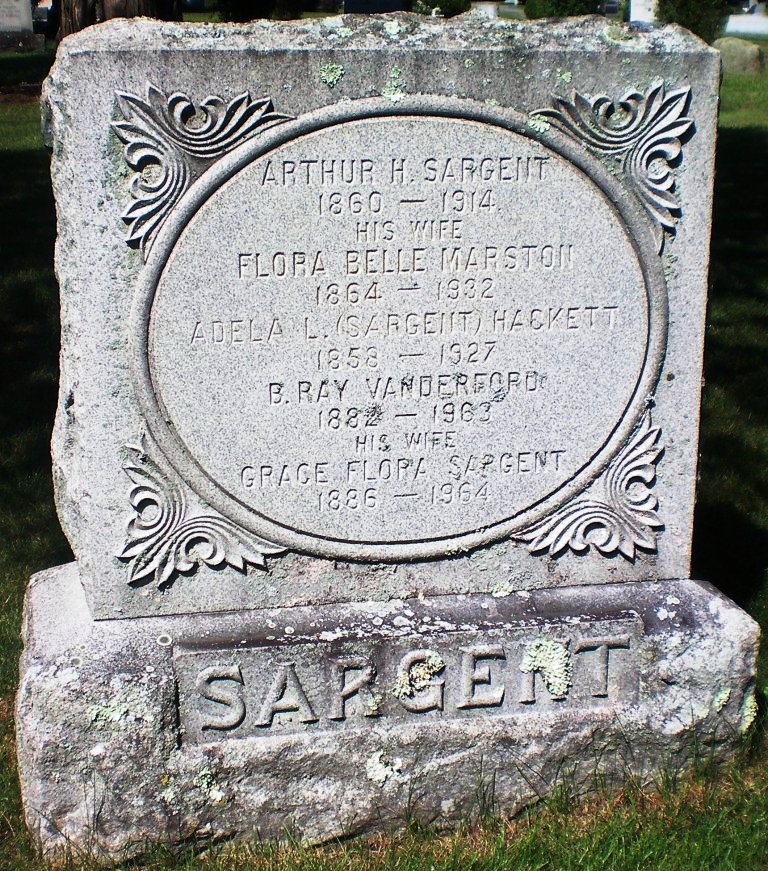 ARTHUR H. SARGENT
1860 — 1914
HIS WIFE
FLORA BELLE MARSTON
1864 — 1932
ADELA L. (SARGENT) HACKETT
1858 — 1927
B. RAY VANDERFORD
1882 — 1963
HIS WIFE
GRACE FLORA SARGENT
1886 — 1964
SARGENT